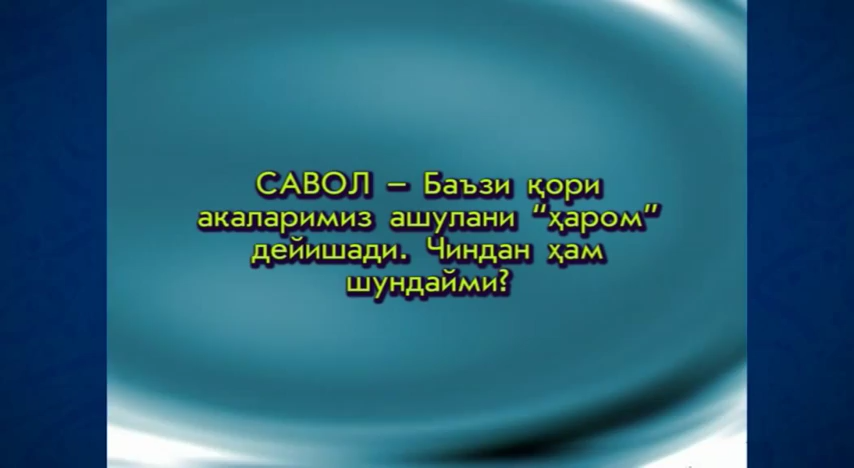 САВОЛ – Баъзи қори
акаларимиз ашулани “ҳаром”
дейишади. Чиндан ҳам
шундайми?